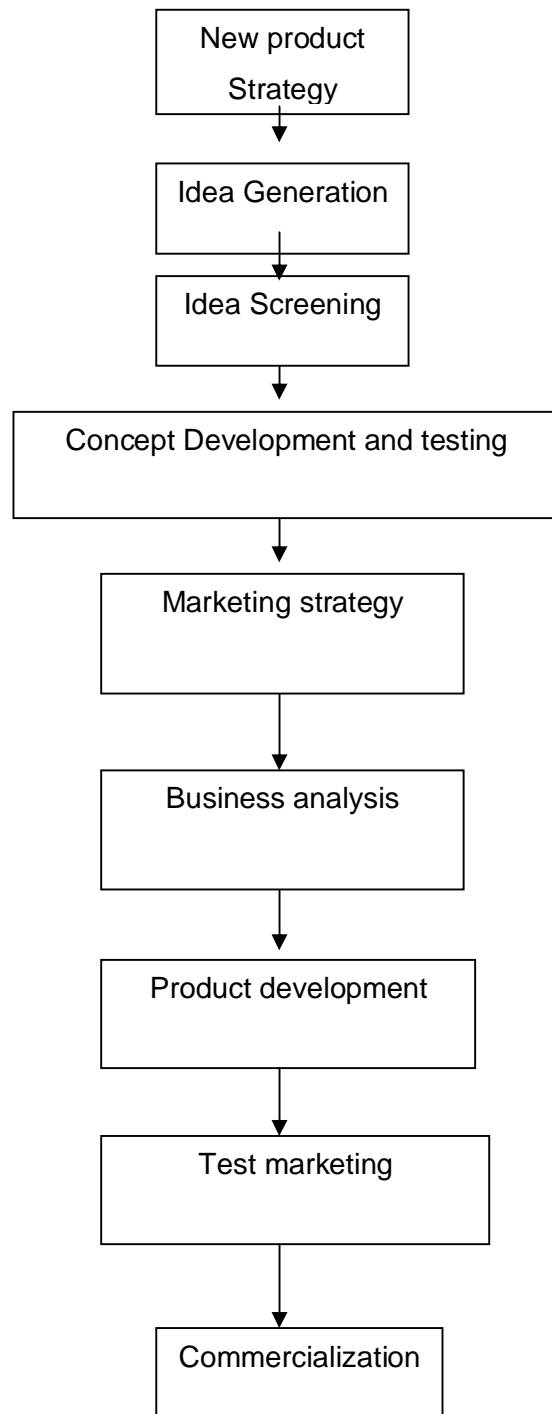 New product
Strategy
Idea Generation
Idea Screening
Concept Development and testing
Marketing strategy
Business analysis
Product development
Test marketing
Commercialization